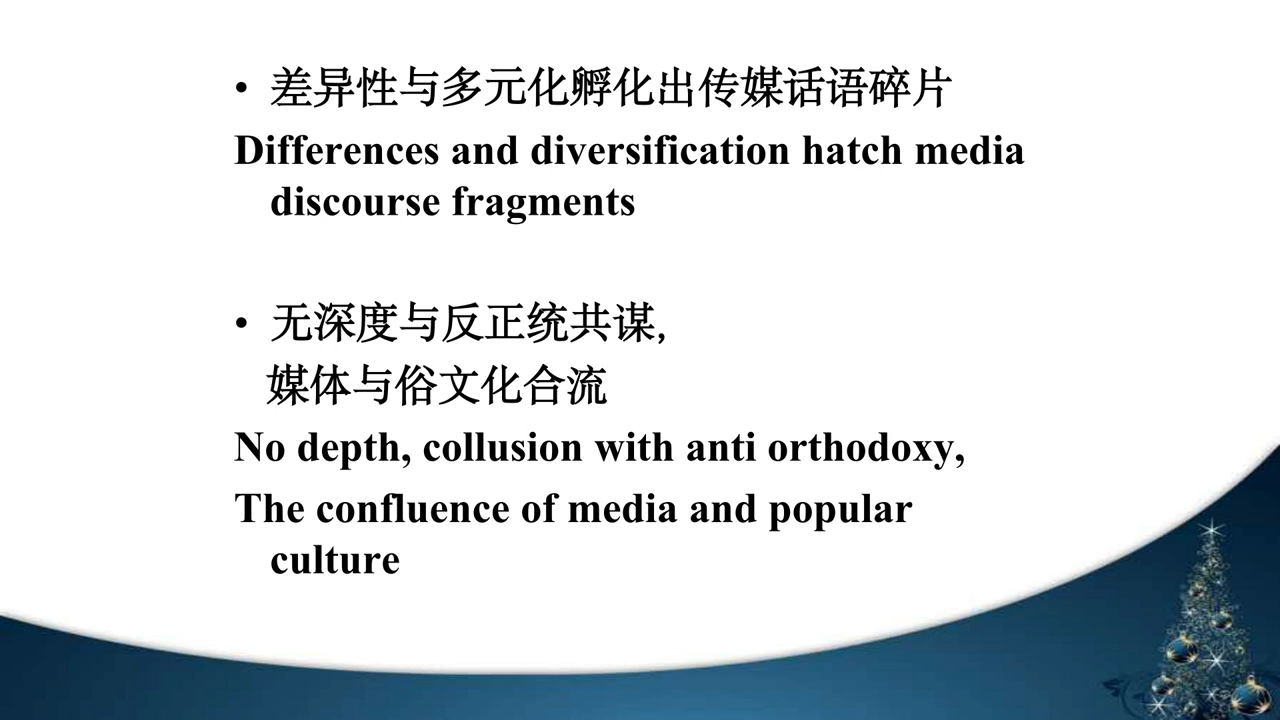 • 差异性与多元化孵化出传媒话语碎片
Differences and diversification hatch media
discourse fragments
• 无深度与反正统共谋,
媒体与俗文化合流
No depth, collusion with anti orthodoxy,
The confluence of media and popular
culture